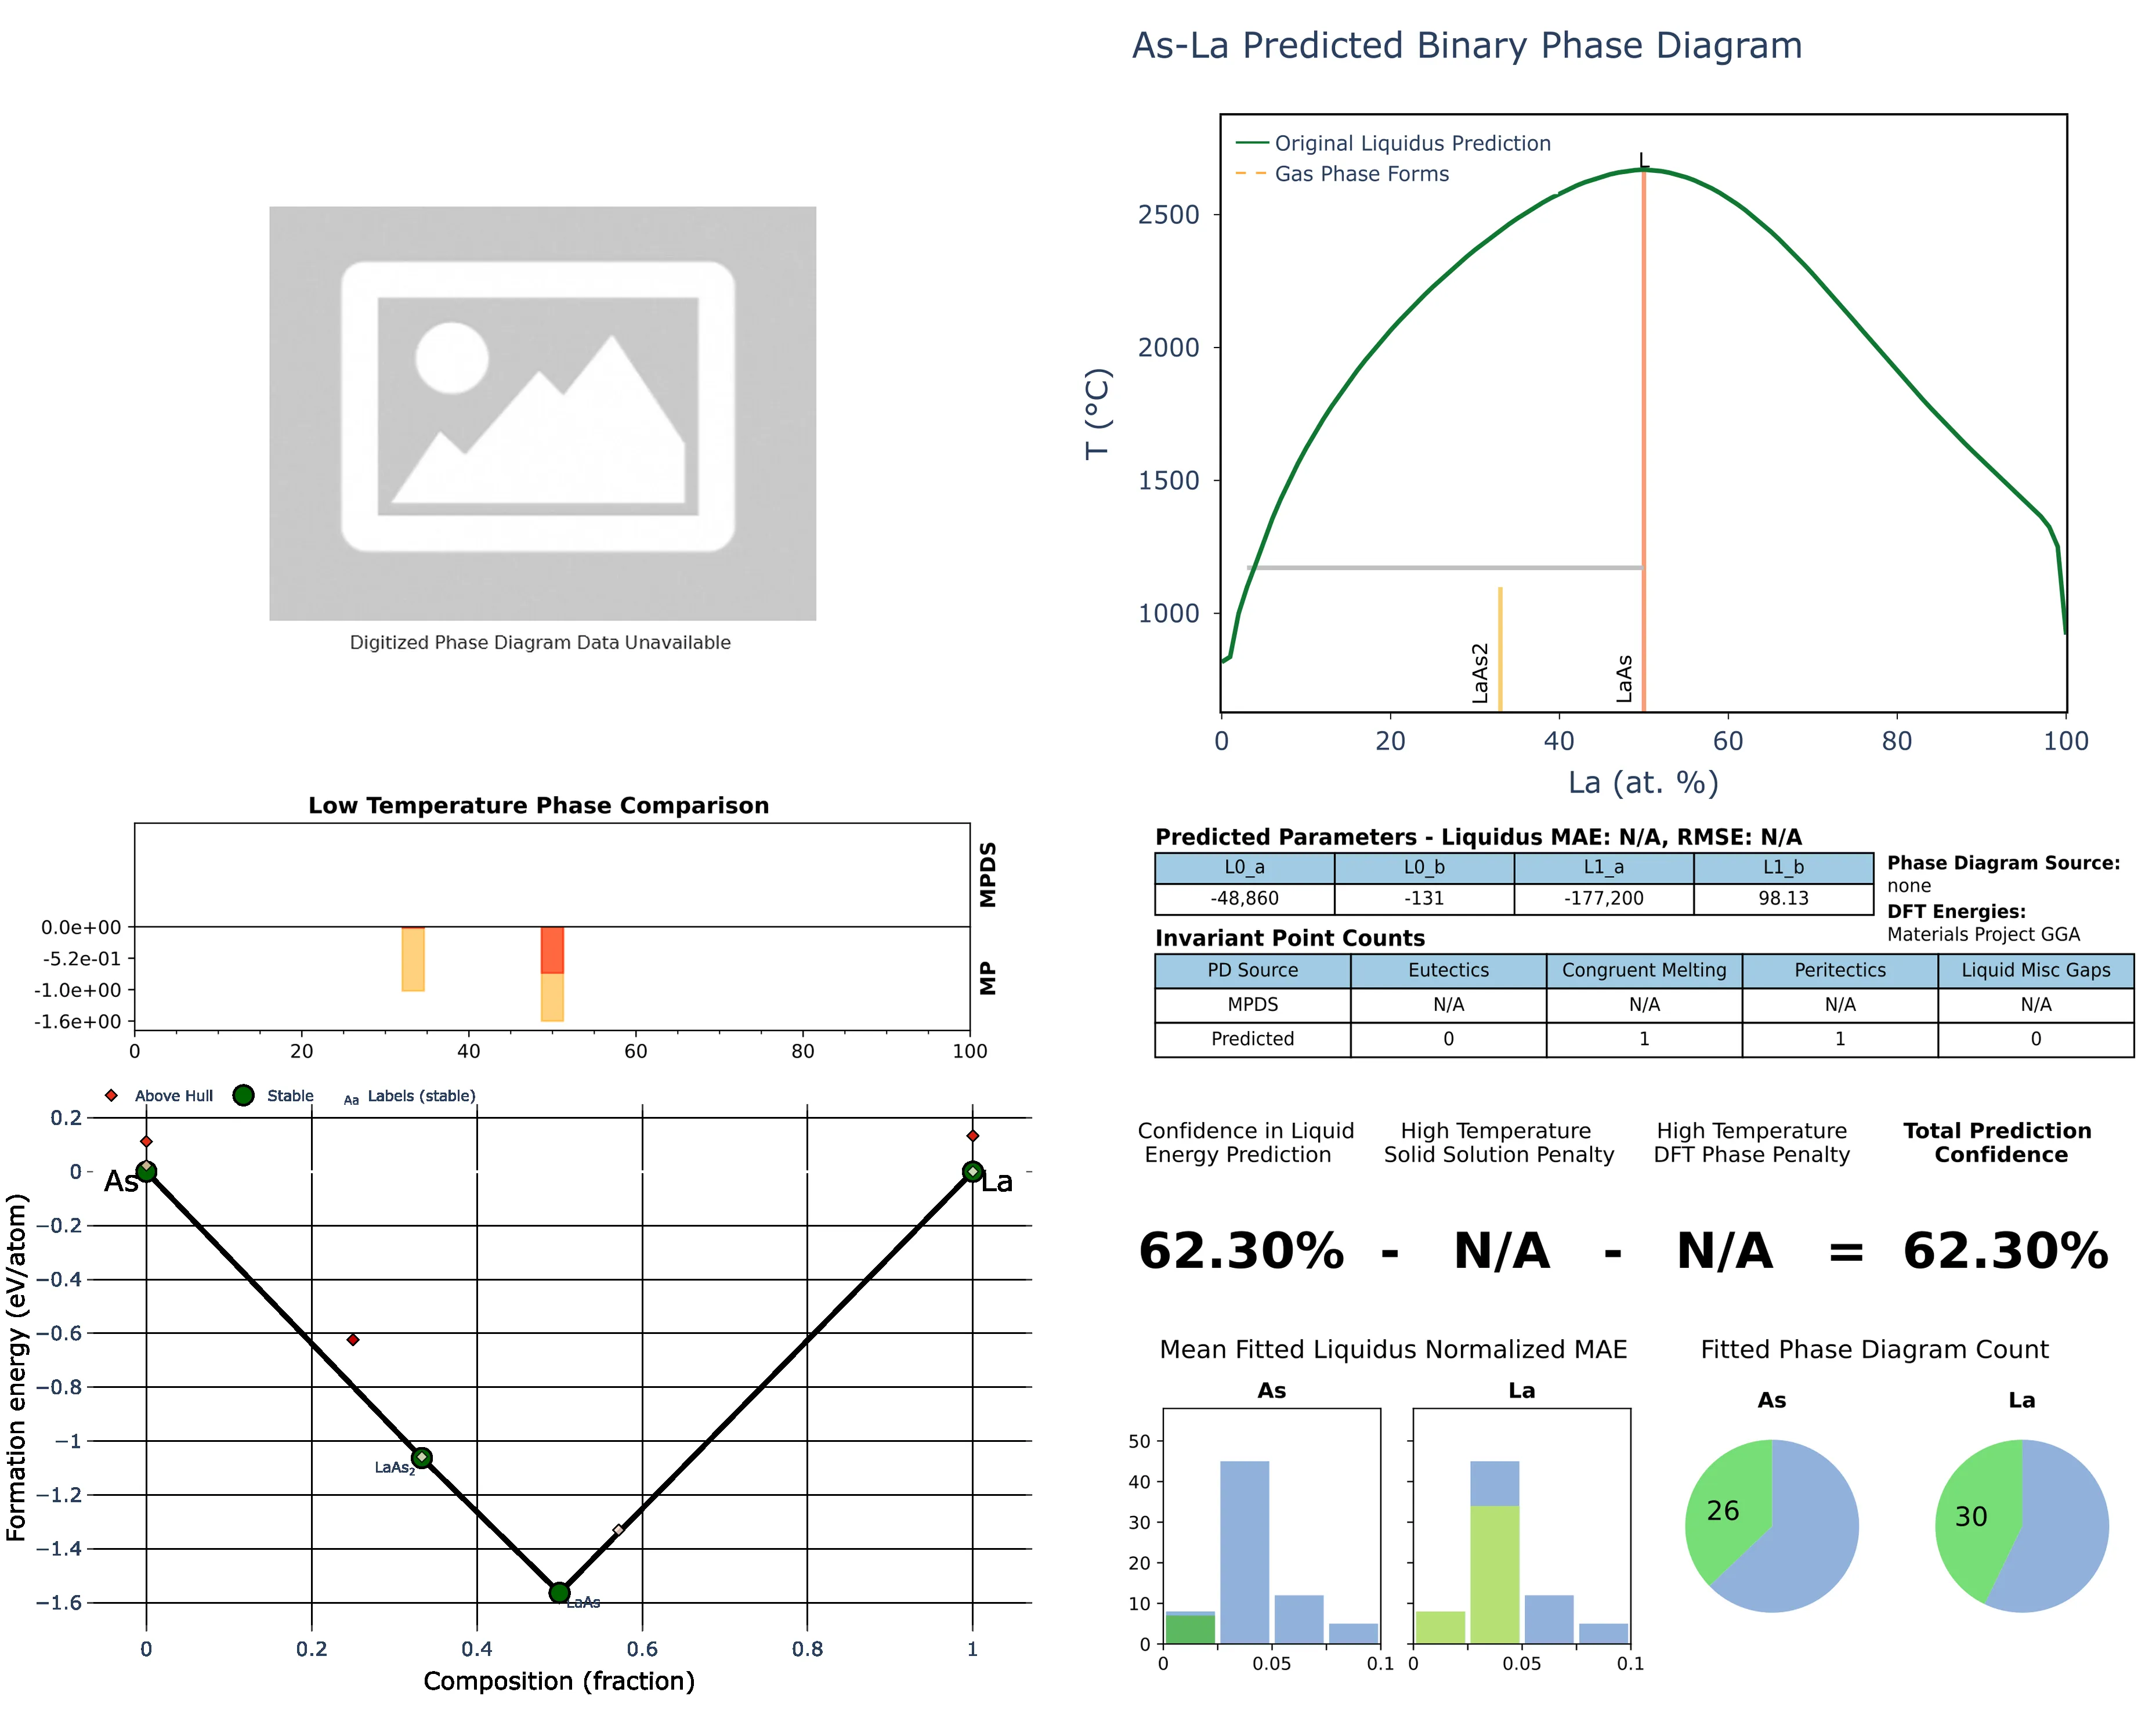 As-La Predicted Binary Phase Diagram
Original Liquidus Prediction
Gas Phase Forms
L
2500
2000
1500
1000
T (°C)
LaAs2
LaAs
0 20 40 60 80 100
La (at. %)
Digitized Phase Diagram Data Unavailable
Low Temperature Phase Comparison
MPDS
MP
0.0e+00
-5.2e-01
-1.0e+00
-1.6e+00
0 20 40 60 80 100
Predicted Parameters - Liquidus MAE: N/A, RMSE: N/A
L0_a L0_b L1_a L1_b
-48,860 -131 -177,200 98.13
Phase Diagram Source:
none
DFT Energies:
Materials Project GGA
Invariant Point Counts
PD Source Eutectics Congruent Melting Peritectics Liquid Misc Gaps
MPDS N/A N/A N/A N/A
Predicted 0 1 1 0
Above Hull Stable Aa Labels (stable)
0.2
0
−0.2
−0.4
−0.6
−0.8
−1
−1.2
−1.4
−1.6
Formation energy (eV/atom)
As
La
LaAs2
LaAs
0 0.2 0.4 0.6 0.8 1
Composition (fraction)
Confidence in Liquid
Energy Prediction
High Temperature
Solid Solution Penalty
High Temperature
DFT Phase Penalty
Total Prediction
Confidence
62.30% - N/A - N/A = 62.30%
Mean Fitted Liquidus Normalized MAE
As
La
50
40
30
20
10
0
0 0.05 0.1
0 0.05 0.1
Fitted Phase Diagram Count
As
La
26
30